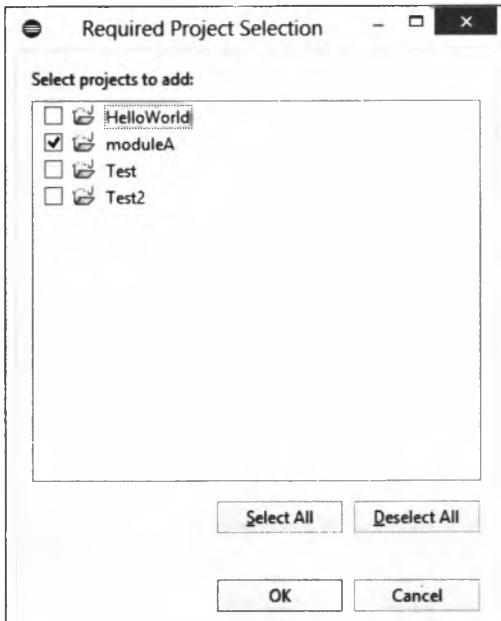 Required Project Selection
Select projects to add:
HelloWorld
moduleA
Test
Test2
Select All Deselect All
OK Cancel